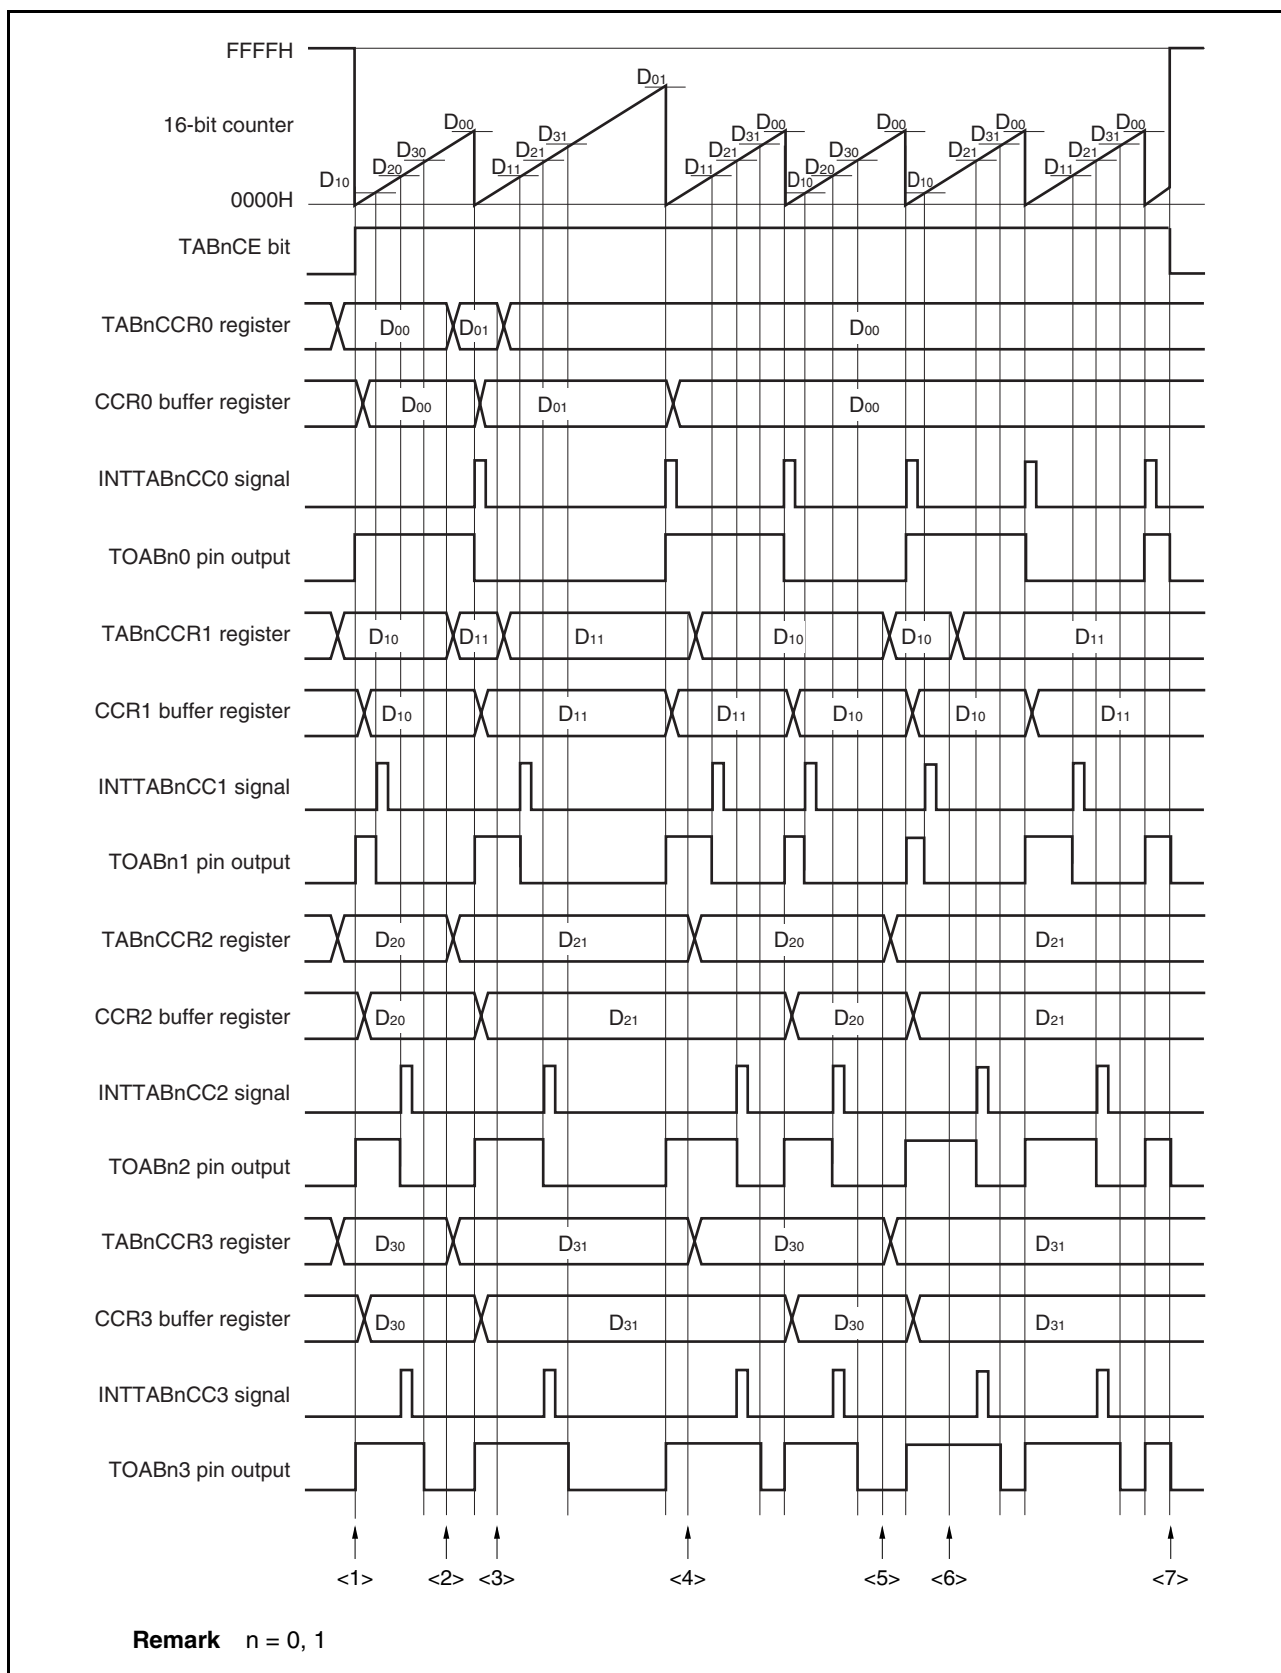 FFFFH
16-bit counter
0000H
D10 D20 D30 D00 D11 D21 D31 D01 D11 D21 D31 D00 D10 D20 D30 D00 D10 D21 D31 D00 D11 D21 D31 D00
TABnCE bit
TABnCCR0 register D00 D01 D00
CCR0 buffer register D00 D01 D00
INTTABnCC0 signal
TOABn0 pin output
TABnCCR1 register D10 D11 D11 D10 D10 D11
CCR1 buffer register D10 D11 D11 D10 D10 D11
INTTABnCC1 signal
TOABn1 pin output
TABnCCR2 register D20 D21 D20 D21
CCR2 buffer register D20 D21 D20 D21
INTTABnCC2 signal
TOABn2 pin output
TABnCCR3 register D30 D31 D30 D31
CCR3 buffer register D30 D31 D30 D31
INTTABnCC3 signal
TOABn3 pin output
<1> <2> <3> <4> <5> <6> <7>
Remark n = 0, 1